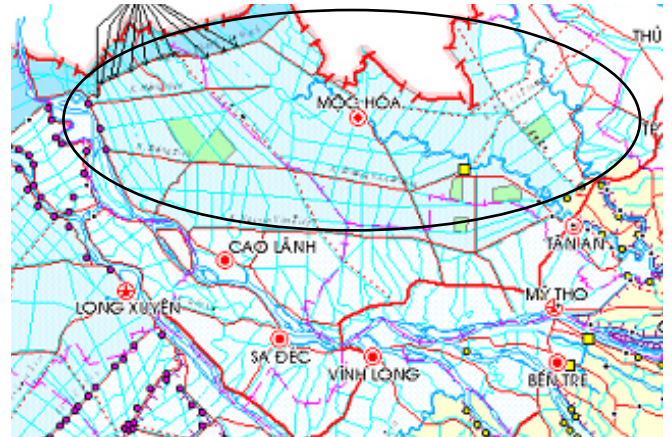 THỦ
MỘC HÓA
CAO LÃNH
TÂN AN
LONG XUYÊN
MỸ THO
SA ĐÉC
VĨNH LONG
BẾN TRE